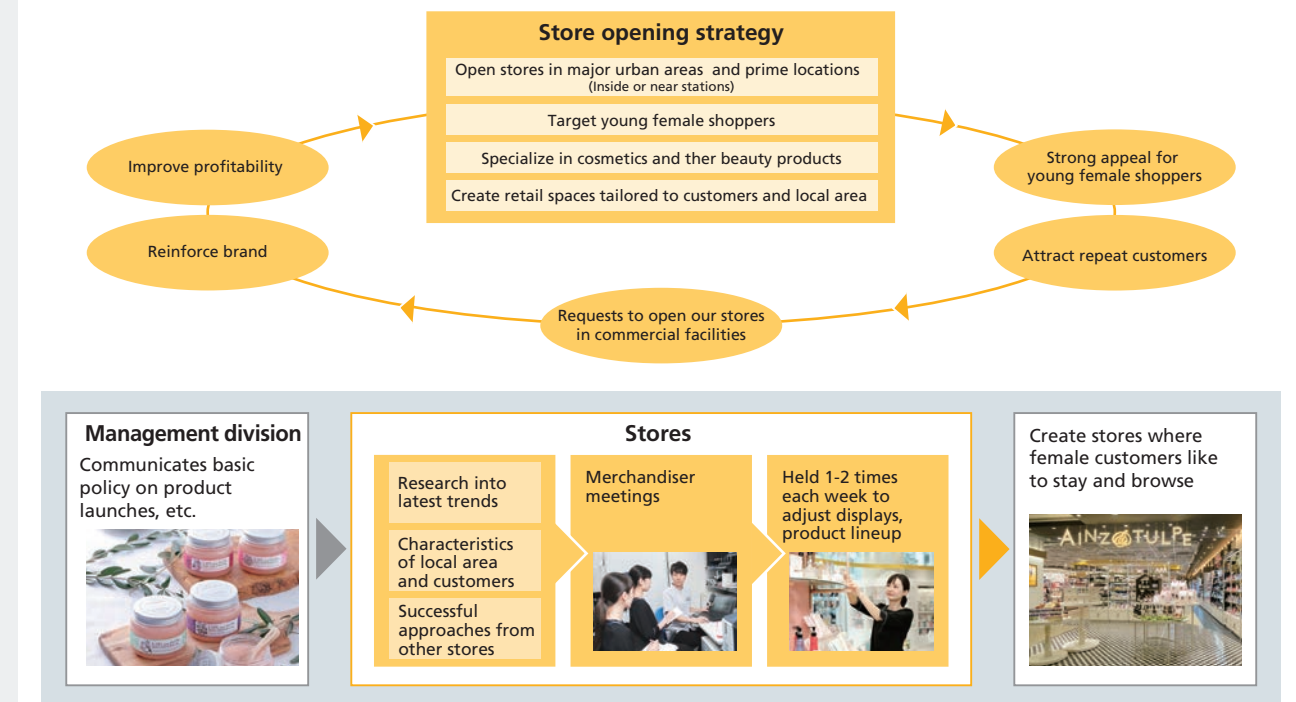 Store opening strategy
Open stores in major urban areas and prime locations
(Inside or near stations)
Target young female shoppers
Specialize in cosmetics and ther beauty products
Create retail spaces tailored to customers and local area
Improve profitability
Strong appeal for
young female shoppers
Reinforce brand
Attract repeat customers
Requests to open our stores
in commercial facilities
Management division
Communicates basic
policy on product
launches, etc.
Stores
Research into
latest trends
Characteristics
of local area
and customers
Successful
approaches from
other stores
Merchandiser
meetings
Held 1-2 times
each week to
adjust displays,
product lineup
Create stores where
female customers like
to stay and browse
AINZ TULPE